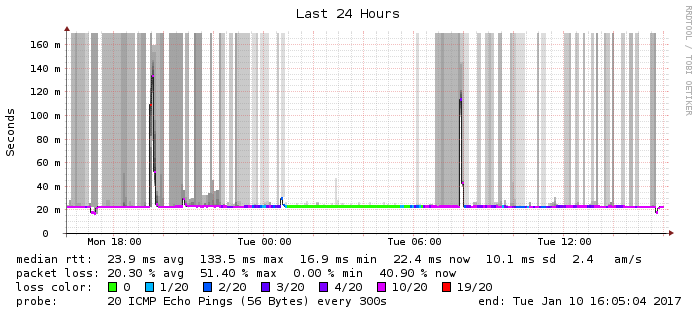 Last 24 Hours
RRDTOOL / TOBI OETIKER
Seconds
160 m
140 m
120 m
100 m
80 m
60 m
40 m
20 m
0
Mon 18:00 Tue 00:00 Tue 06:00 Tue 12:00
median rtt: 23.9 ms avg 133.5 ms max 16.9 ms min 22.4 ms now 10.1 ms sd 2.4 am/s
packet loss: 20.30 % avg 51.40 % max 0.00 % min 40.90 % now
loss color: 0 1/20 2/20 3/20 4/20 10/20 19/20
probe: 20 ICMP Echo Pings (56 Bytes) every 300s end: Tue Jan 10 16:05:04 2017